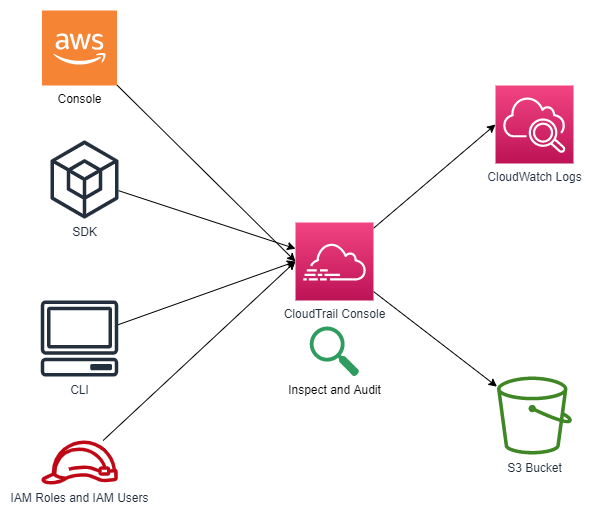 aws
Console
SDK
CLI
IAM Roles and IAM Users
CloudTrail Console
Inspect and Audit
CloudWatch Logs
S3 Bucket